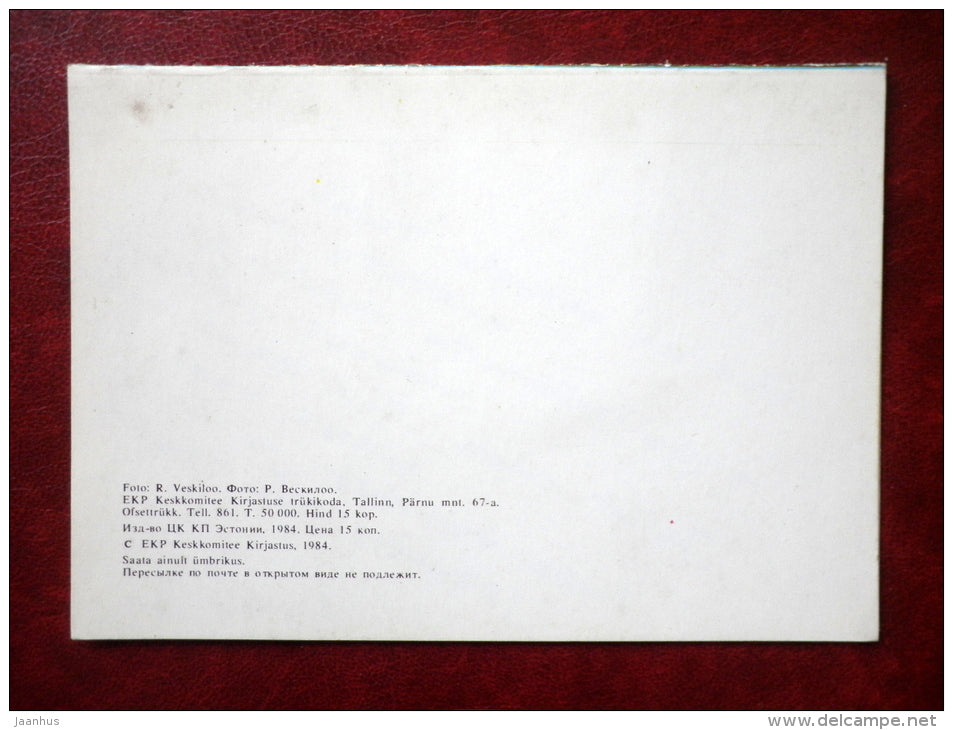 Foto: R. Veskiloo. Фото: Р. Вескилоо.
EKP Keskkomitee Kirjastuse trükikoda, Tallinn, Pärnu mnt. 67-a.
Ofsettrükk. Tell. 861. T. 50 000. Hind 15 kop.
Изд-во ЦК КП Эстонии, 1984. Цена 15 коп.
C EKP Keskkomitee Kirjastus, 1984.
Saata ainult ümbrikus.
Пересылке по почте в открытом виде не подлежит.
jaanhus
www.delcampe.net